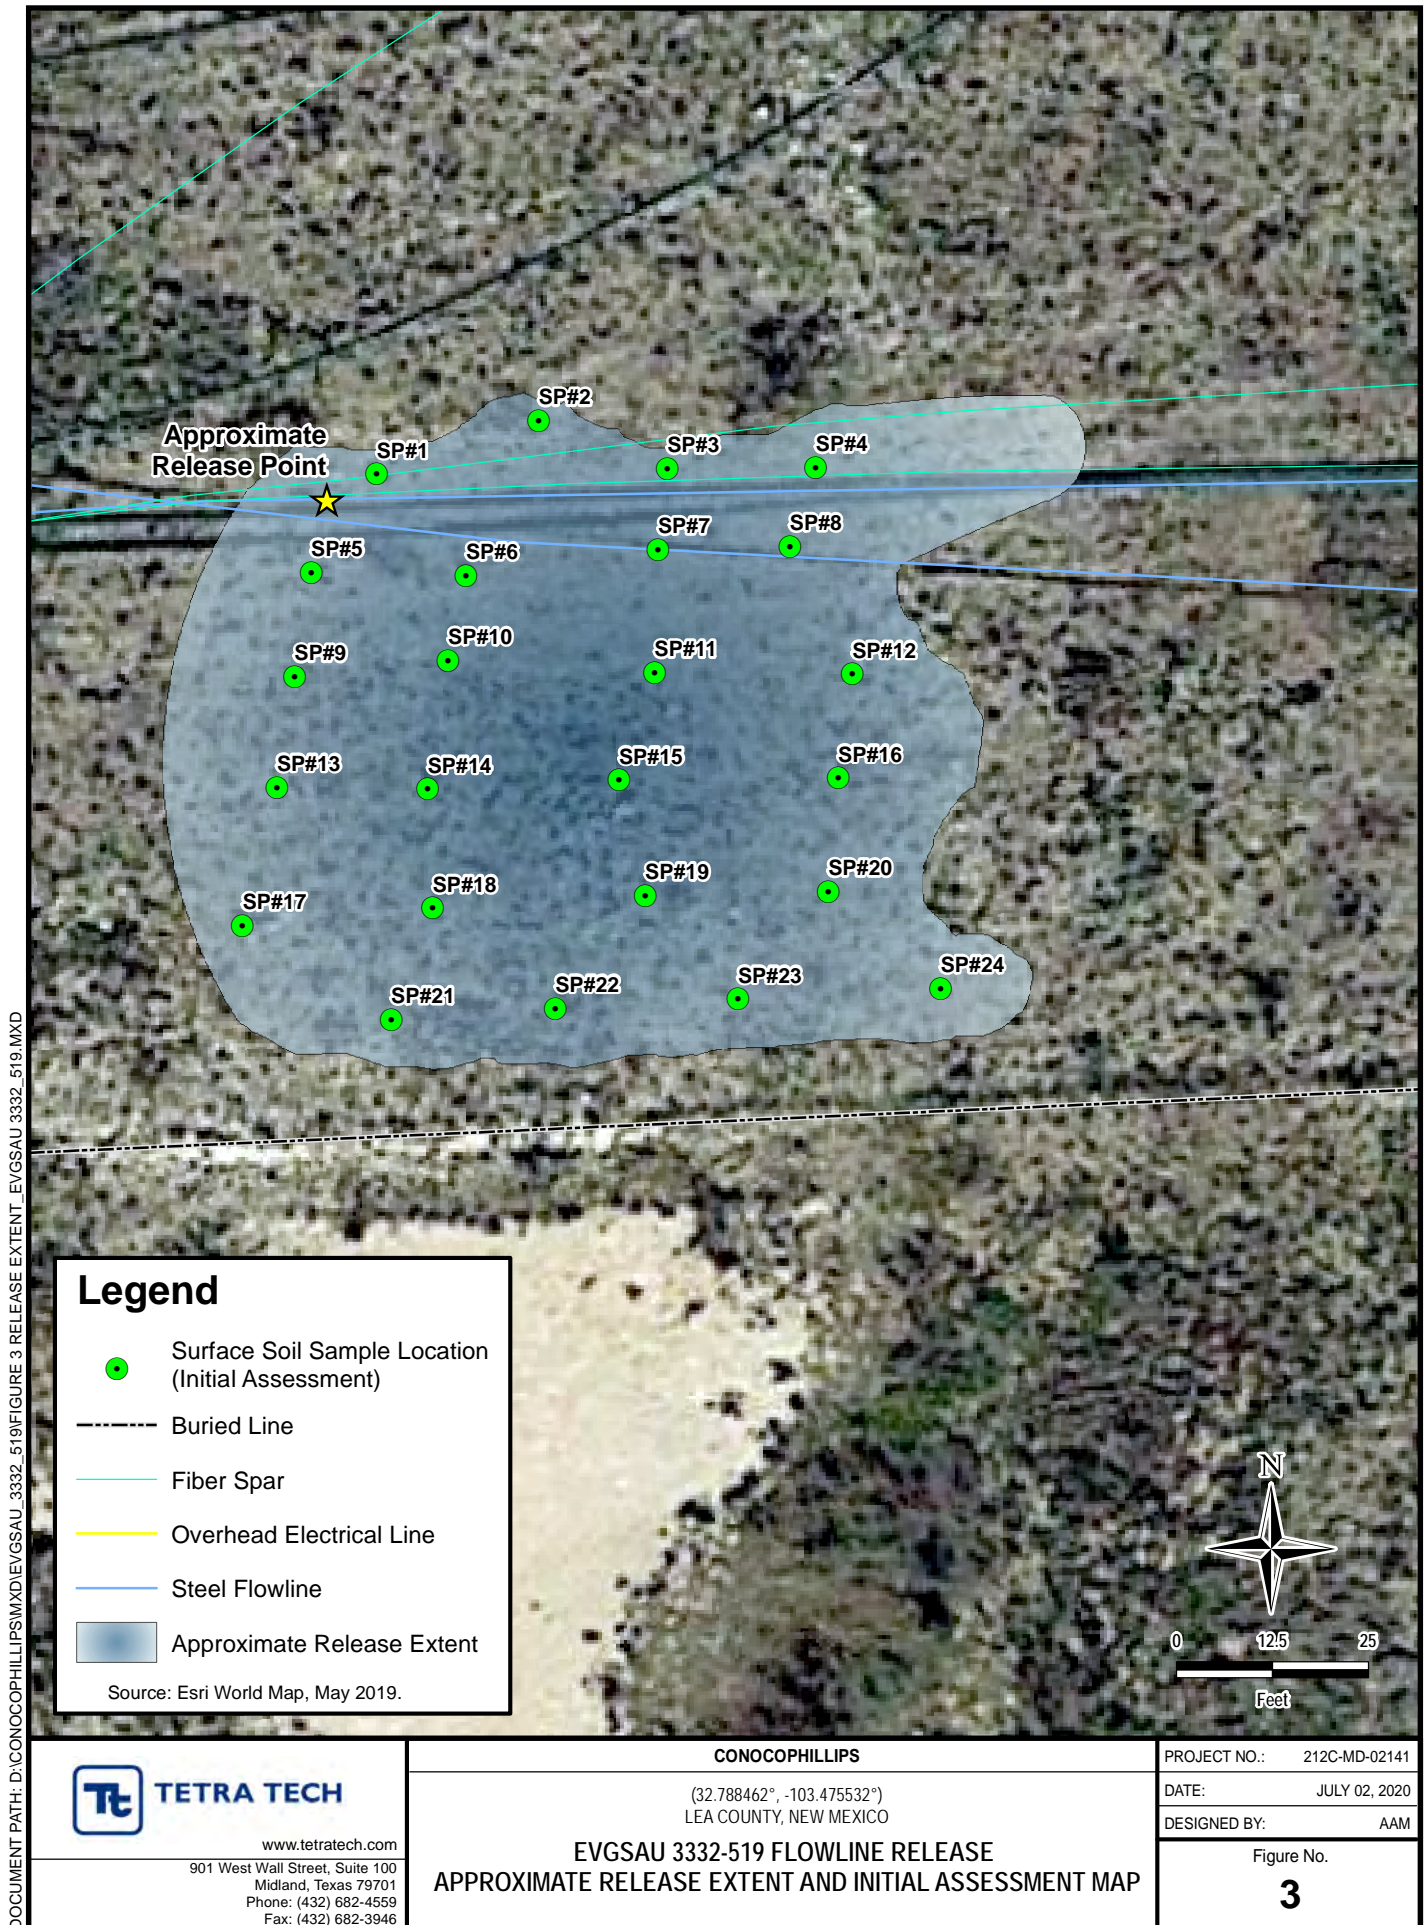 SP#2
Approximate
Release Point
SP#1
SP#3
SP#4
SP#5
SP#6
SP#7
SP#8
SP#9
SP#10
SP#11
SP#12
SP#13
SP#14
SP#15
SP#16
SP#17
SP#18
SP#19
SP#20
SP#21
SP#22
SP#23
SP#24
Legend
Surface Soil Sample Location
(Initial Assessment)
Buried Line
Fiber Spar
Overhead Electrical Line
Steel Flowline
Approximate Release Extent
Source: Esri World Map, May 2019.
N
0 12.5 25
Feet
DOCUMENT PATH: D:\CONOCOPHILLIPS\MXD\EVGSAU_3332_519\FIGURE 3 RELEASE EXTENT_EVGSAU 3332_519.MXD
Tt TETRA TECH
www.tetratech.com
901 West Wall Street, Suite 100
Midland, Texas 79701
Phone: (432) 682-4559
Fax: (432) 682-3946
CONOCOPHILLIPS
(32.788462°, -103.475532°)
LEA COUNTY, NEW MEXICO
EVGSAU 3332-519 FLOWLINE RELEASE
APPROXIMATE RELEASE EXTENT AND INITIAL ASSESSMENT MAP
PROJECT NO.: 212C-MD-02141
DATE: JULY 02, 2020
DESIGNED BY: AAM
Figure No.
3